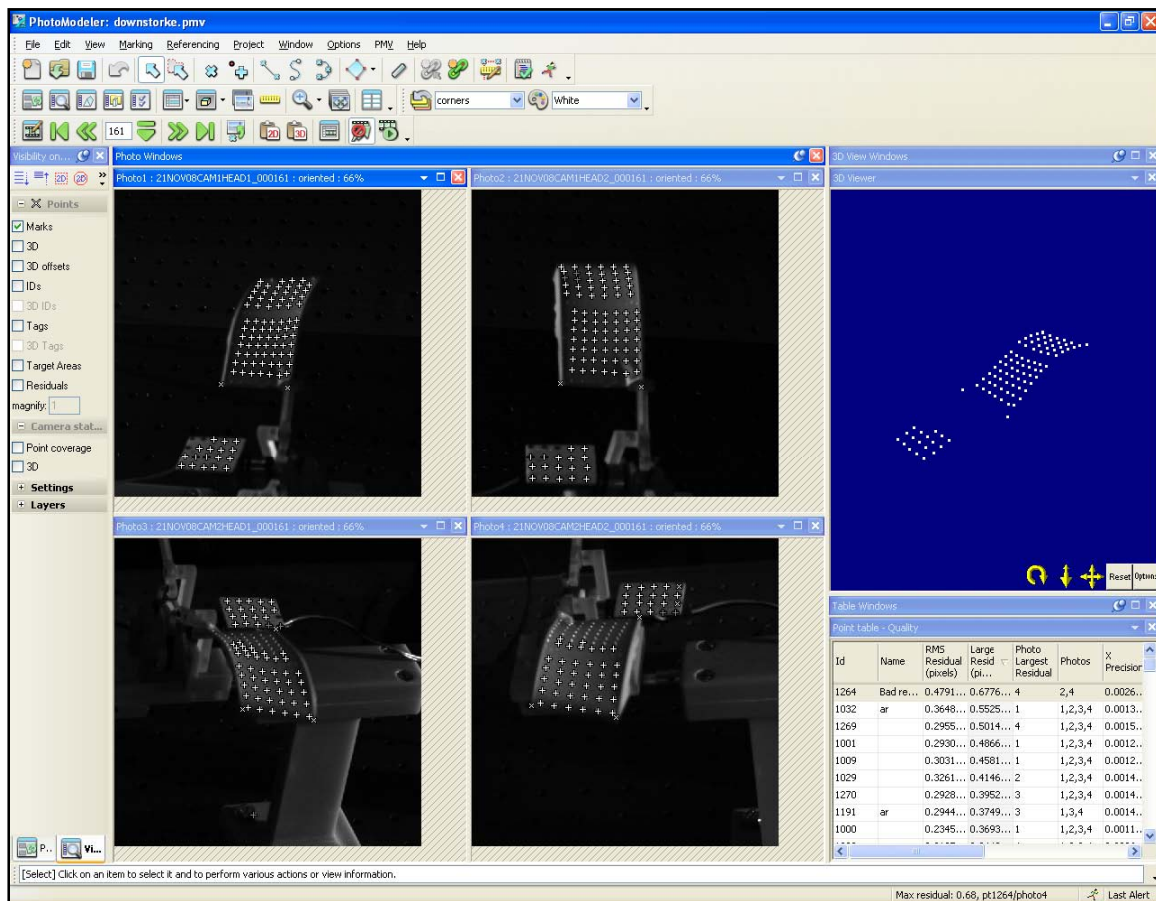 PhotoModeler: downstorke.pmv
File Edit View Marking Referencing Project Window Options PMV Help
corners White
161
Visibility on...
Photo Windows
3D View Windows
Photo1 : 21NOV08CAM1HEAD1_000161 : oriented : 66%
Photo2 : 21NOV08CAM1HEAD2_000161 : oriented : 66%
3D Viewer
2D 2D »
Points
Marks
3D
3D offsets
IDs
3D IDs
Tags
3D Tags
Target Areas
Residuals
magnify: 1
Camera stat...
Point coverage
3D
Settings
Layers
Photo3 : 21NOV08CAM2HEAD1_000161 : oriented : 66%
Photo4 : 21NOV08CAM2HEAD2_000161 : oriented : 66%
Reset Options
Table Windows
Point table - Quality
Id Name RMS Residual (pixels) Large Resid (pi... Photo Largest Residual Photos X Precision
1264 Bad re... 0.4791... 0.6776... 4 2,4 0.0026..
1032 ar 0.3648... 0.5525... 1 1,2,3,4 0.0013..
1269 0.2955... 0.5014... 4 1,2,3,4 0.0015..
1001 0.2930... 0.4866... 1 1,2,3,4 0.0012..
1009 0.3031... 0.4581... 1 1,2,3,4 0.0012..
1029 0.3261... 0.4146... 2 1,2,3,4 0.0014..
1270 0.2928... 0.3952... 3 1,2,3,4 0.0014..
1191 ar 0.2944... 0.3749... 3 1,3,4 0.0014..
1000 0.2345... 0.3693... 1 1,2,3,4 0.0011..
P.. Vi...
[Select] Click on an item to select it and to perform various actions or view information.
Max residual: 0.68, pt1264/photo4 Last Alert